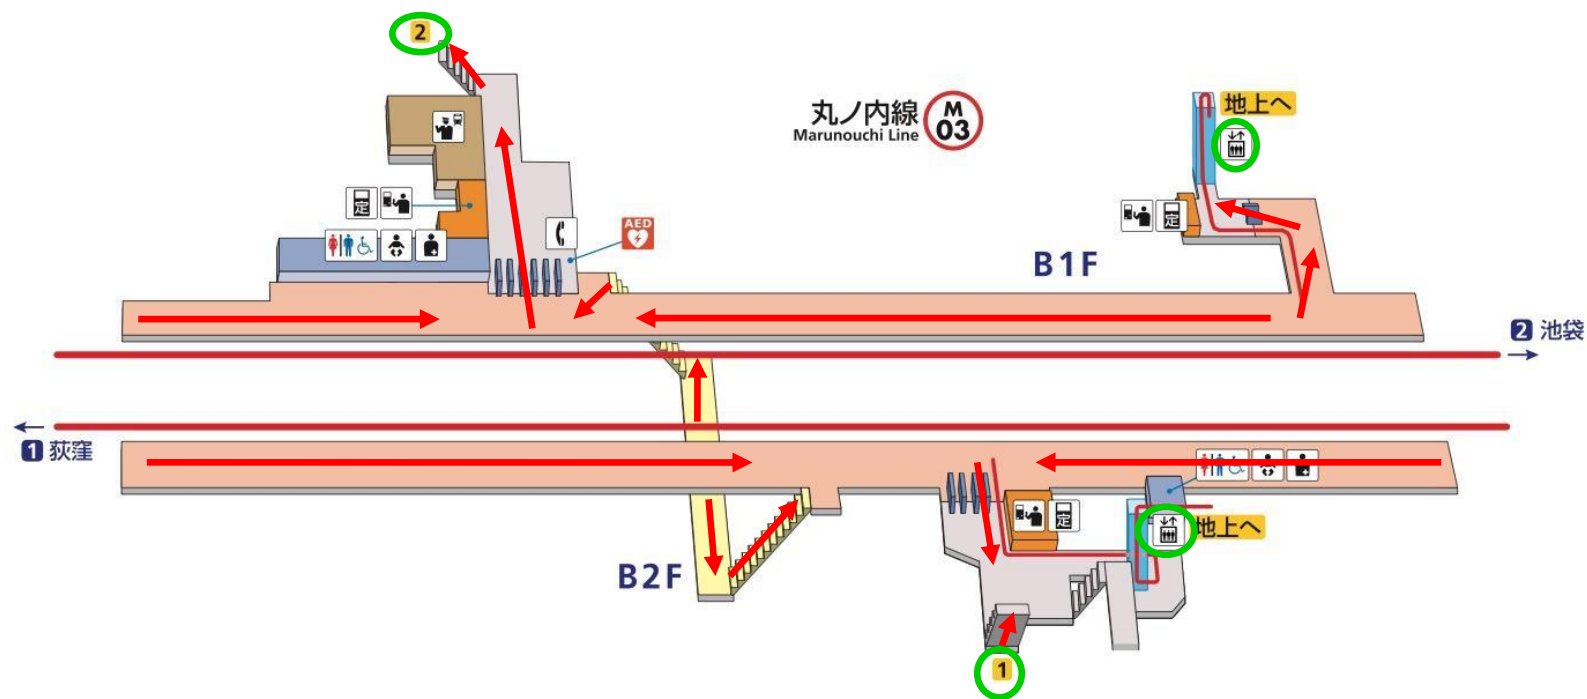 2
丸ノ内線
Marunouchi Line
M
03
地上へ
定
AED
定
B1F
2 池袋
1 荻窪
定
地上へ
B2F
1